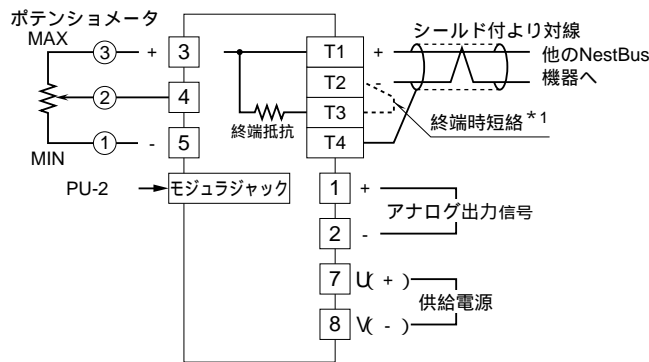 ポテンショメータ
MAX
3 + 3
2 4
1 - 5
MIN
PU-2 モジュラジャック
終端抵抗
T1 +
T2 -
T3
T4
シールド付より対線
他のNestBus
機器へ
終端時短絡*1
1 +
アナログ出力信号
2 -
7 U( + )
供給電源
8 V( - )